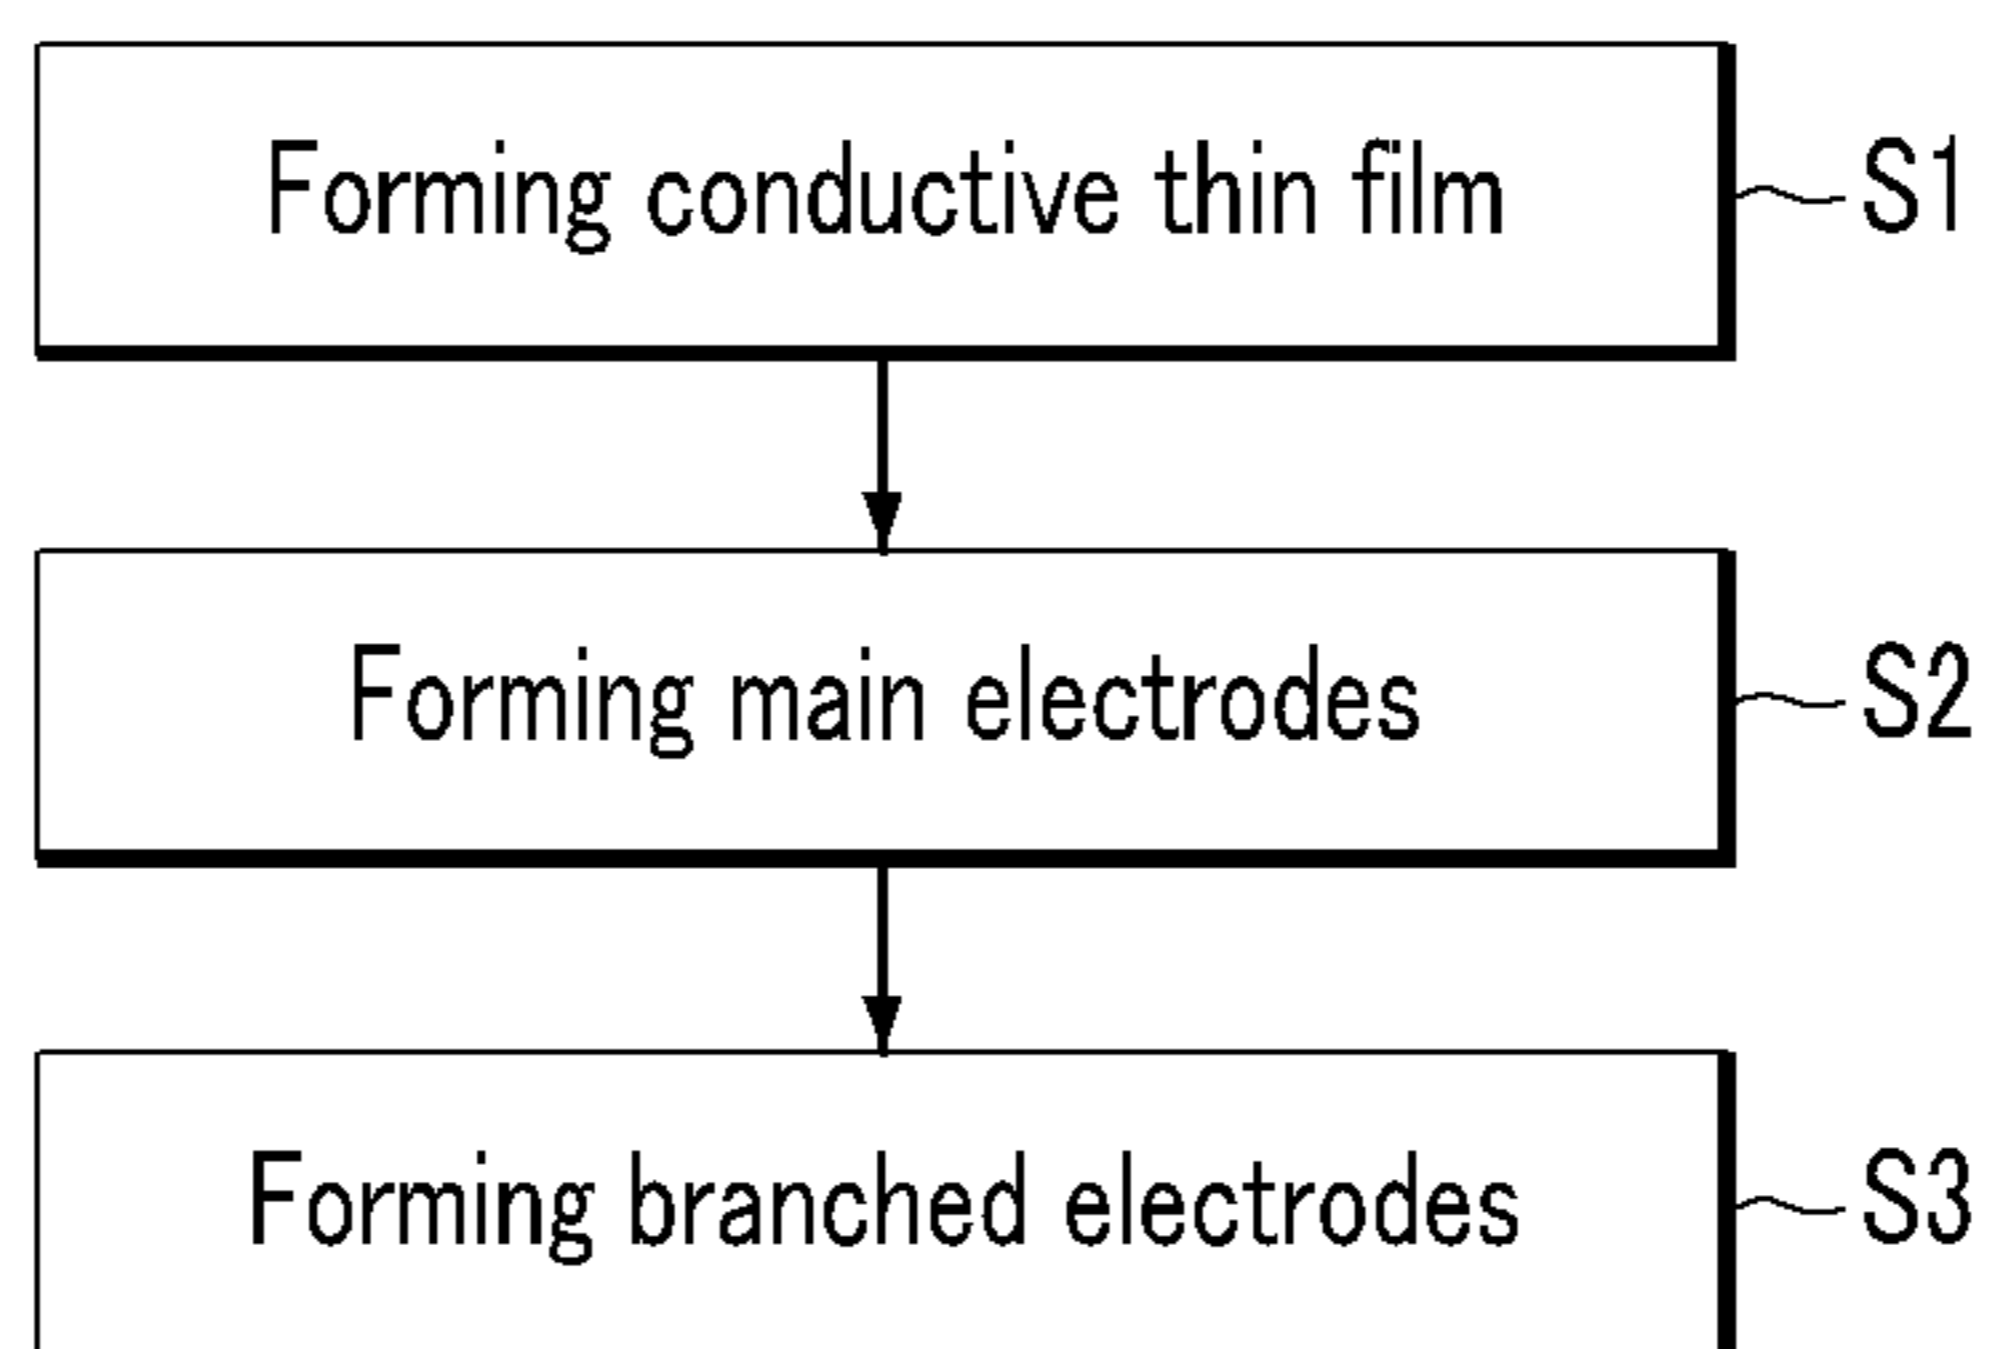 Forming conductive thin film S1
Forming main electrodes S2
Forming branched electrodes S3